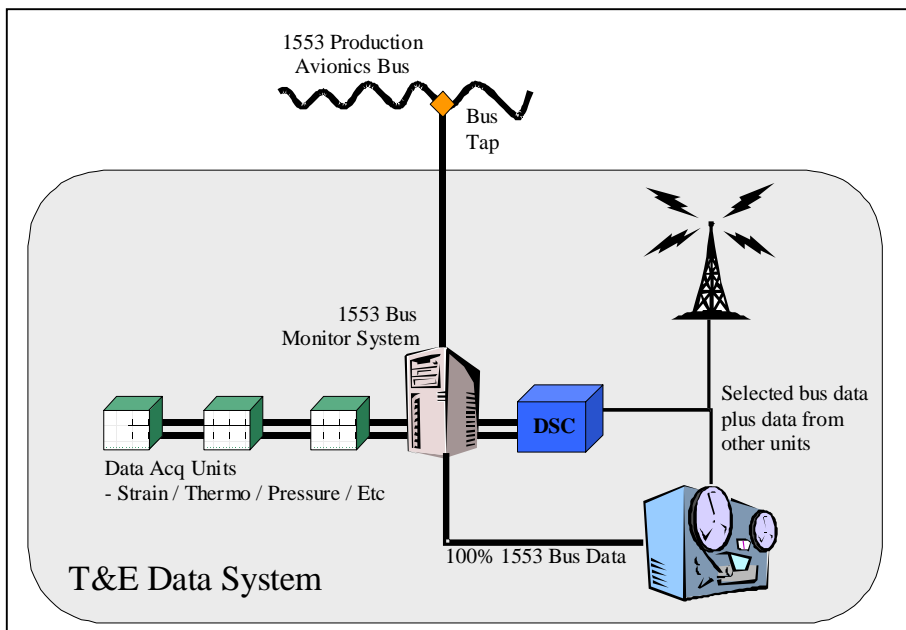 1553 Production
Avionics Bus
Bus
Tap
1553 Bus
Monitor System
DSC
Selected bus data
plus data from
other units
Data Acq Units
- Strain / Thermo / Pressure / Etc
100% 1553 Bus Data
T&E Data System